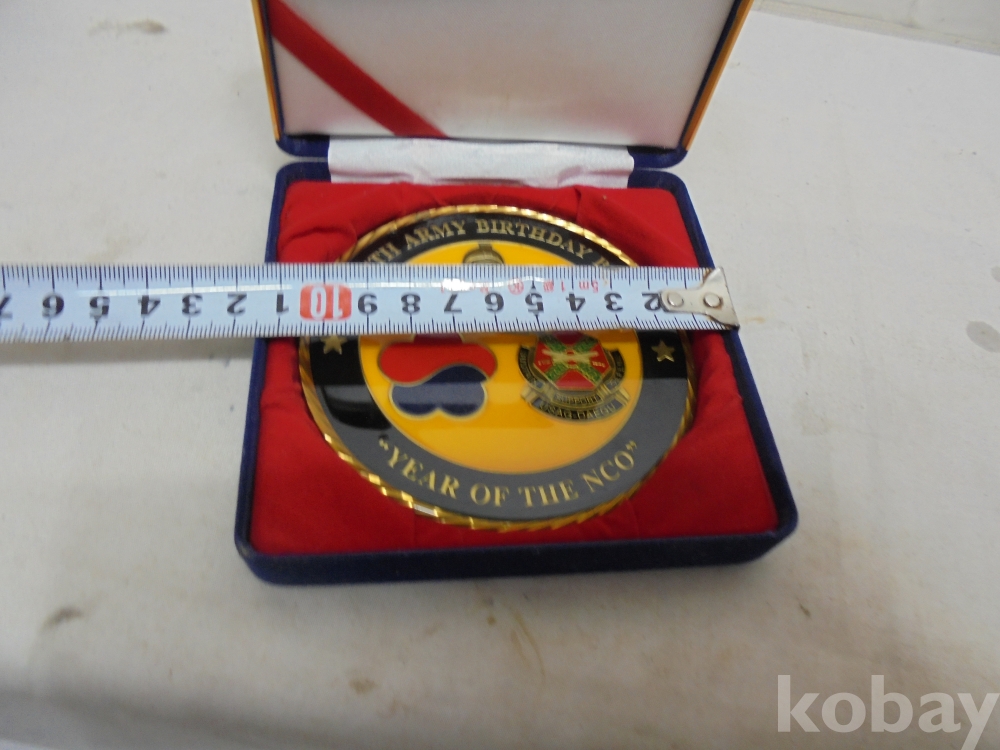 TH ARMY BIRTHDAY
2 3 4 5 6 7 8 9 10 1 2 3 4 5 6 7
5m
"YEAR OF THE NCO"
kobay